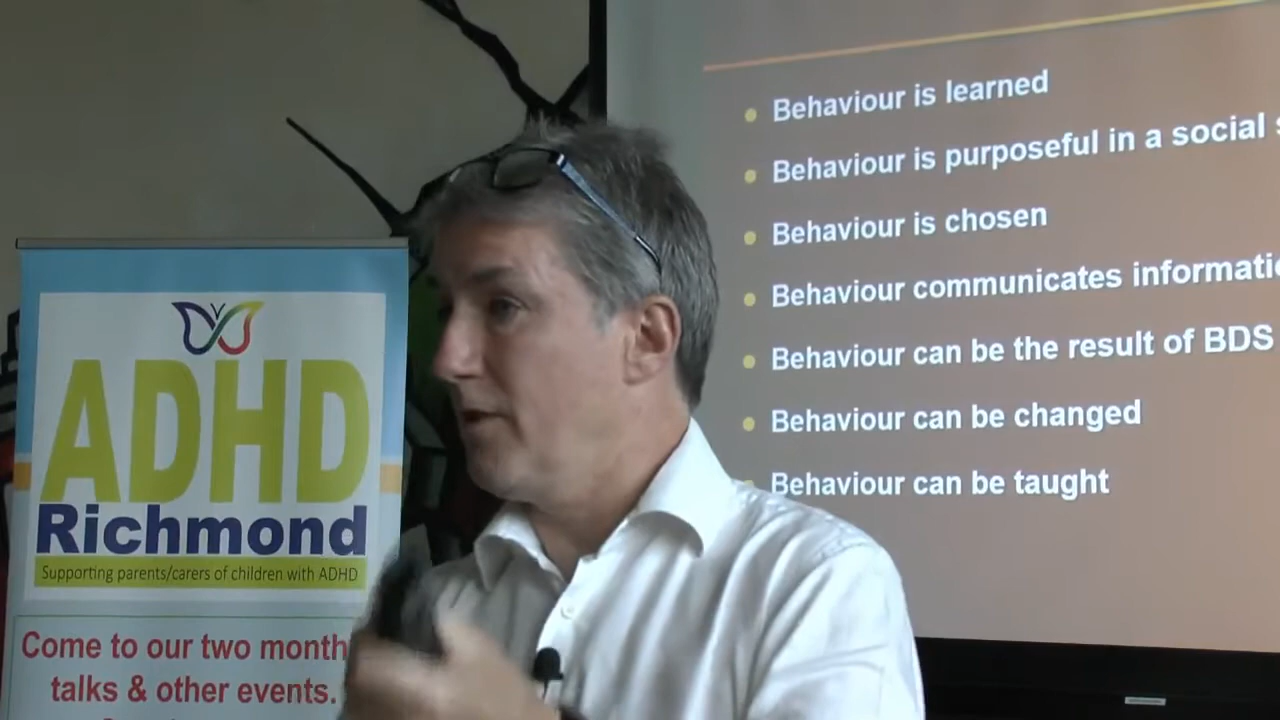 ADHD
Richmond
Supporting parents/carers of children with ADHD
Come to our two month
talks & other events.
Behaviour is learned
Behaviour is purposeful in a social
Behaviour is chosen
Behaviour communicates
Behaviour can be the result of BDS
Behaviour can be changed
Behaviour can be taught